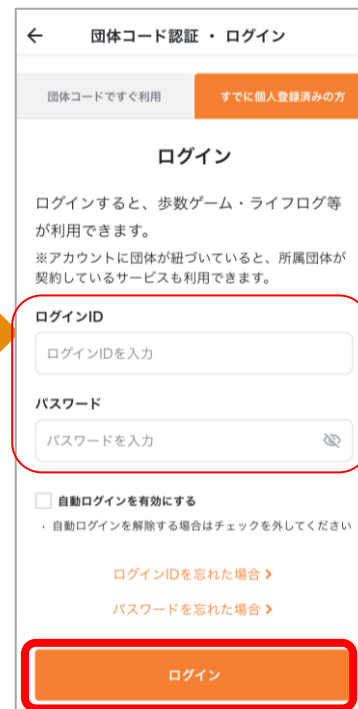 ← 団体コード認証 ・ ログイン
団体コードですぐ利用 すでに個人登録済みの方
ログイン
ログインすると、歩数ゲーム・ライフログ等
が利用できます。
※アカウントに団体が紐づいていると、所属団体が
契約しているサービスも利用できます。
ログインID
ログインIDを入力
パスワード
パスワードを入力
自動ログインを有効にする
・ 自動ログインを解除する場合はチェックを外してください
ログインIDを忘れた場合 >
パスワードを忘れた場合 >
ログイン